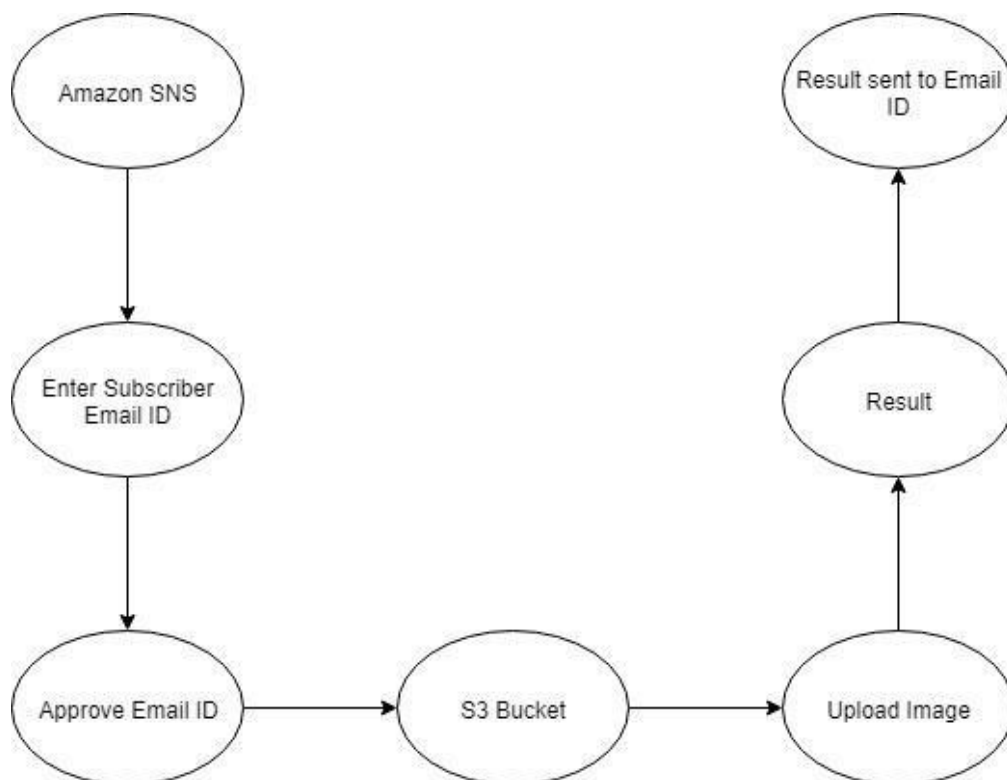 Amazon SNS
Result sent to Email
ID
Enter Subscriber
Email ID
Result
Approve Email ID
S3 Bucket
Upload Image